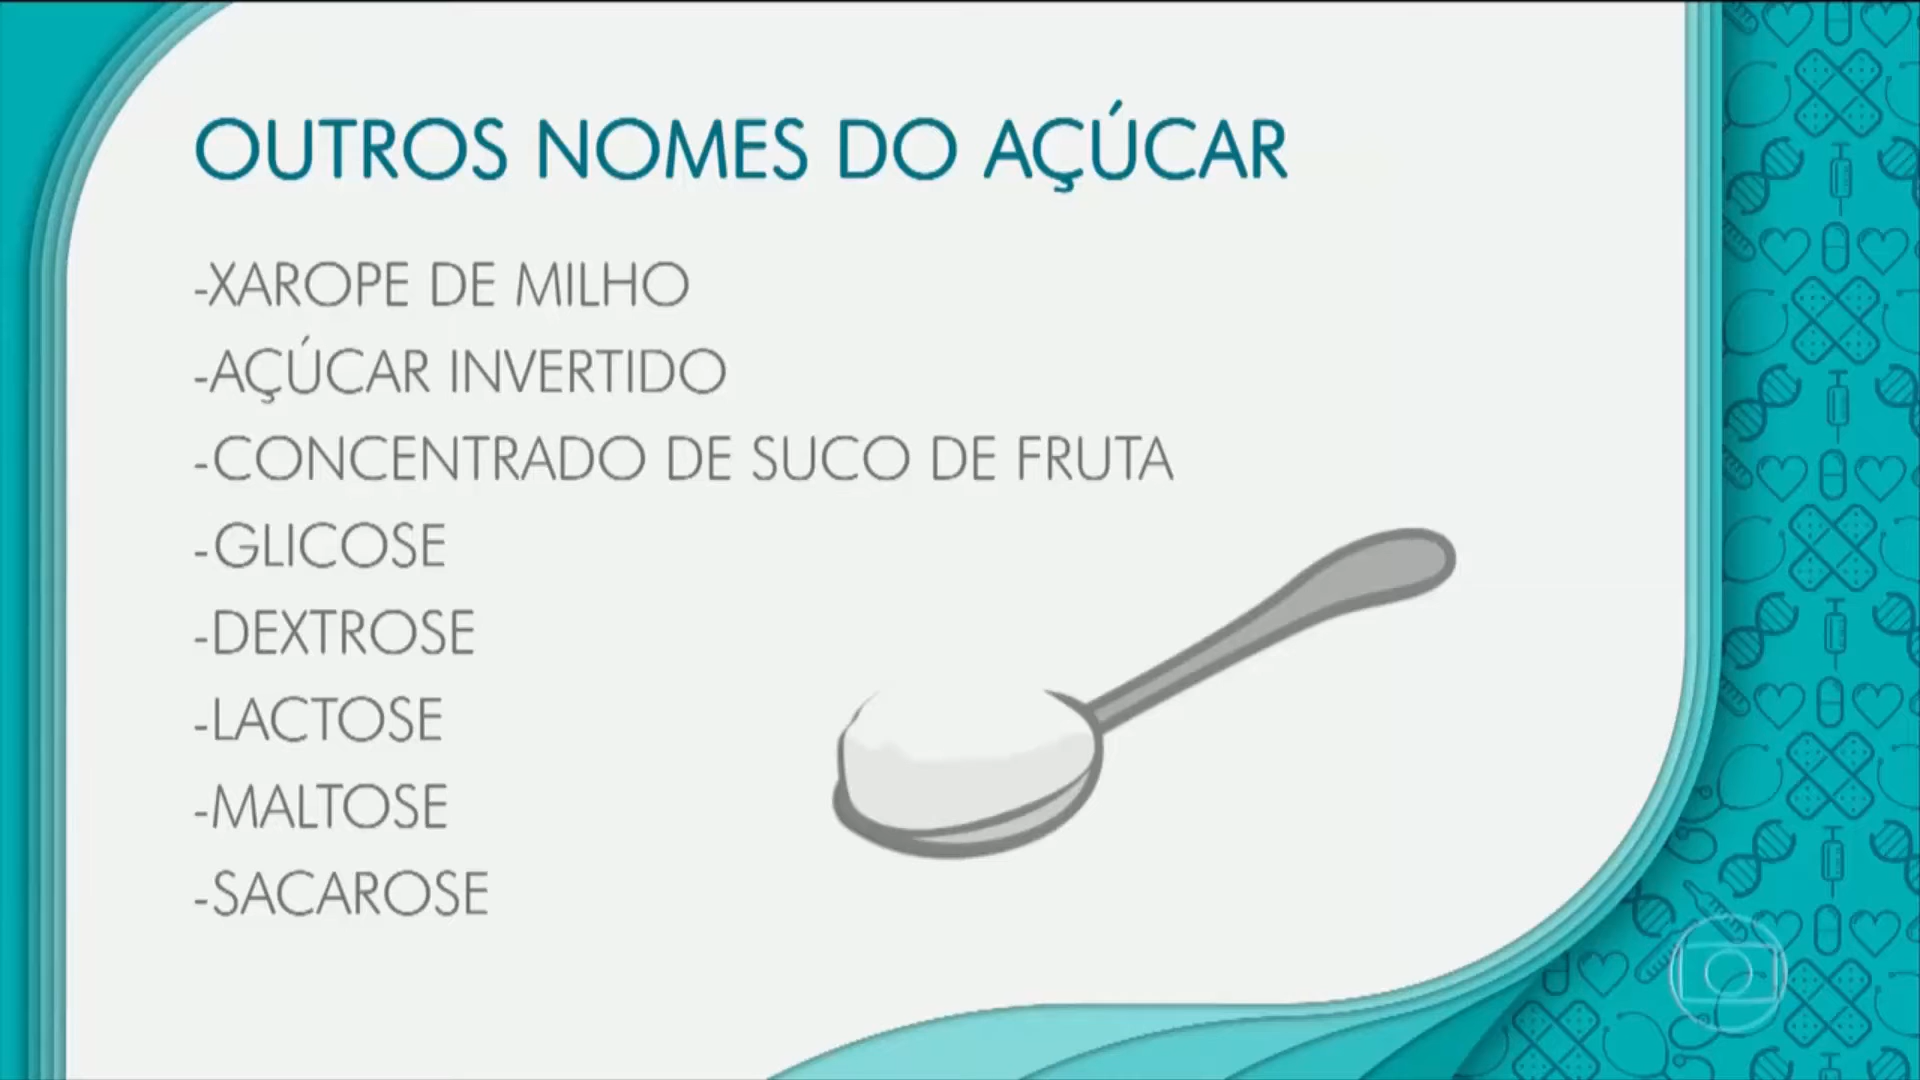 OUTROS NOMES DO AÇÚCAR
-XAROPE DE MILHO
-AÇÚCAR INVERTIDO
-CONCENTRADO DE SUCO DE FRUTA
-GLICOSE
-DEXTROSE
-LACTOSE
-MALTOSE
-SACAROSE